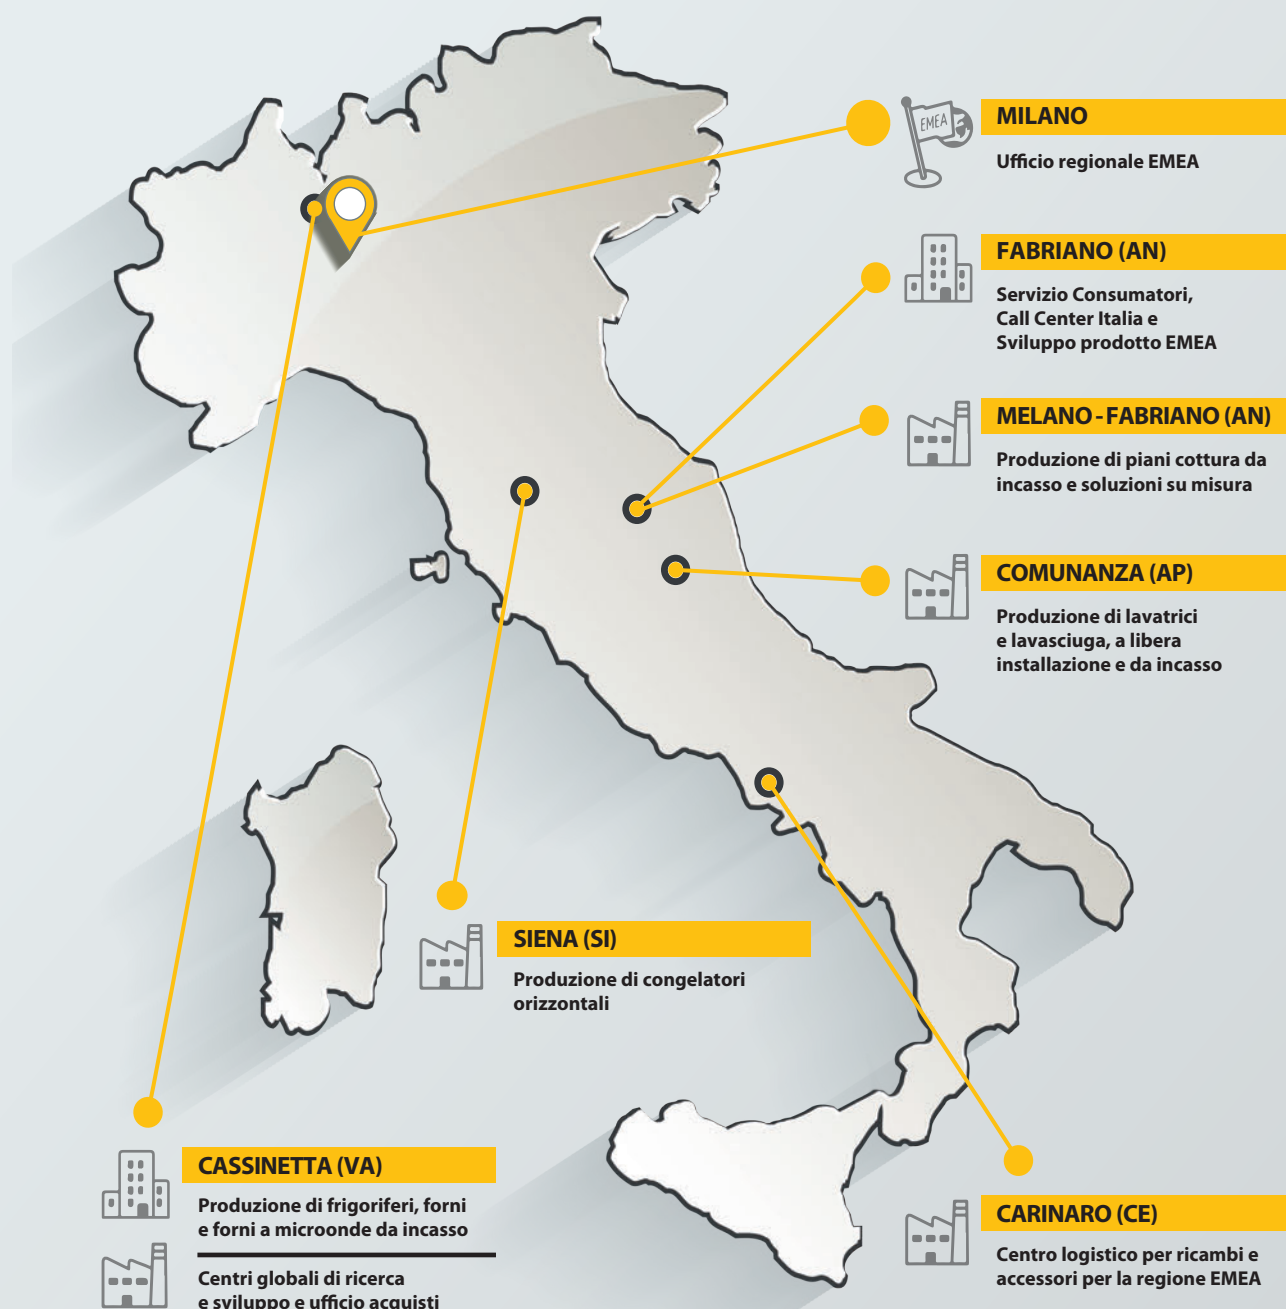 EMEA
MILANO
Ufficio regionale EMEA
FABRIANO (AN)
Servizio Consumatori,
Call Center Italia e
Sviluppo prodotto EMEA
MELANO - FABRIANO (AN)
Produzione di piani cottura da
incasso e soluzioni su misura
COMUNANZA (AP)
Produzione di lavatrici
e lavasciuga, a libera
installazione e da incasso
SIENA (SI)
Produzione di congelatori
orizzontali
CASSINETTA (VA)
Produzione di frigoriferi, forni
e forni a microonde da incasso
Centri globali di ricerca
e sviluppo e ufficio acquisti
CARINARO (CE)
Centro logistico per ricambi e
accessori per la regione EMEA